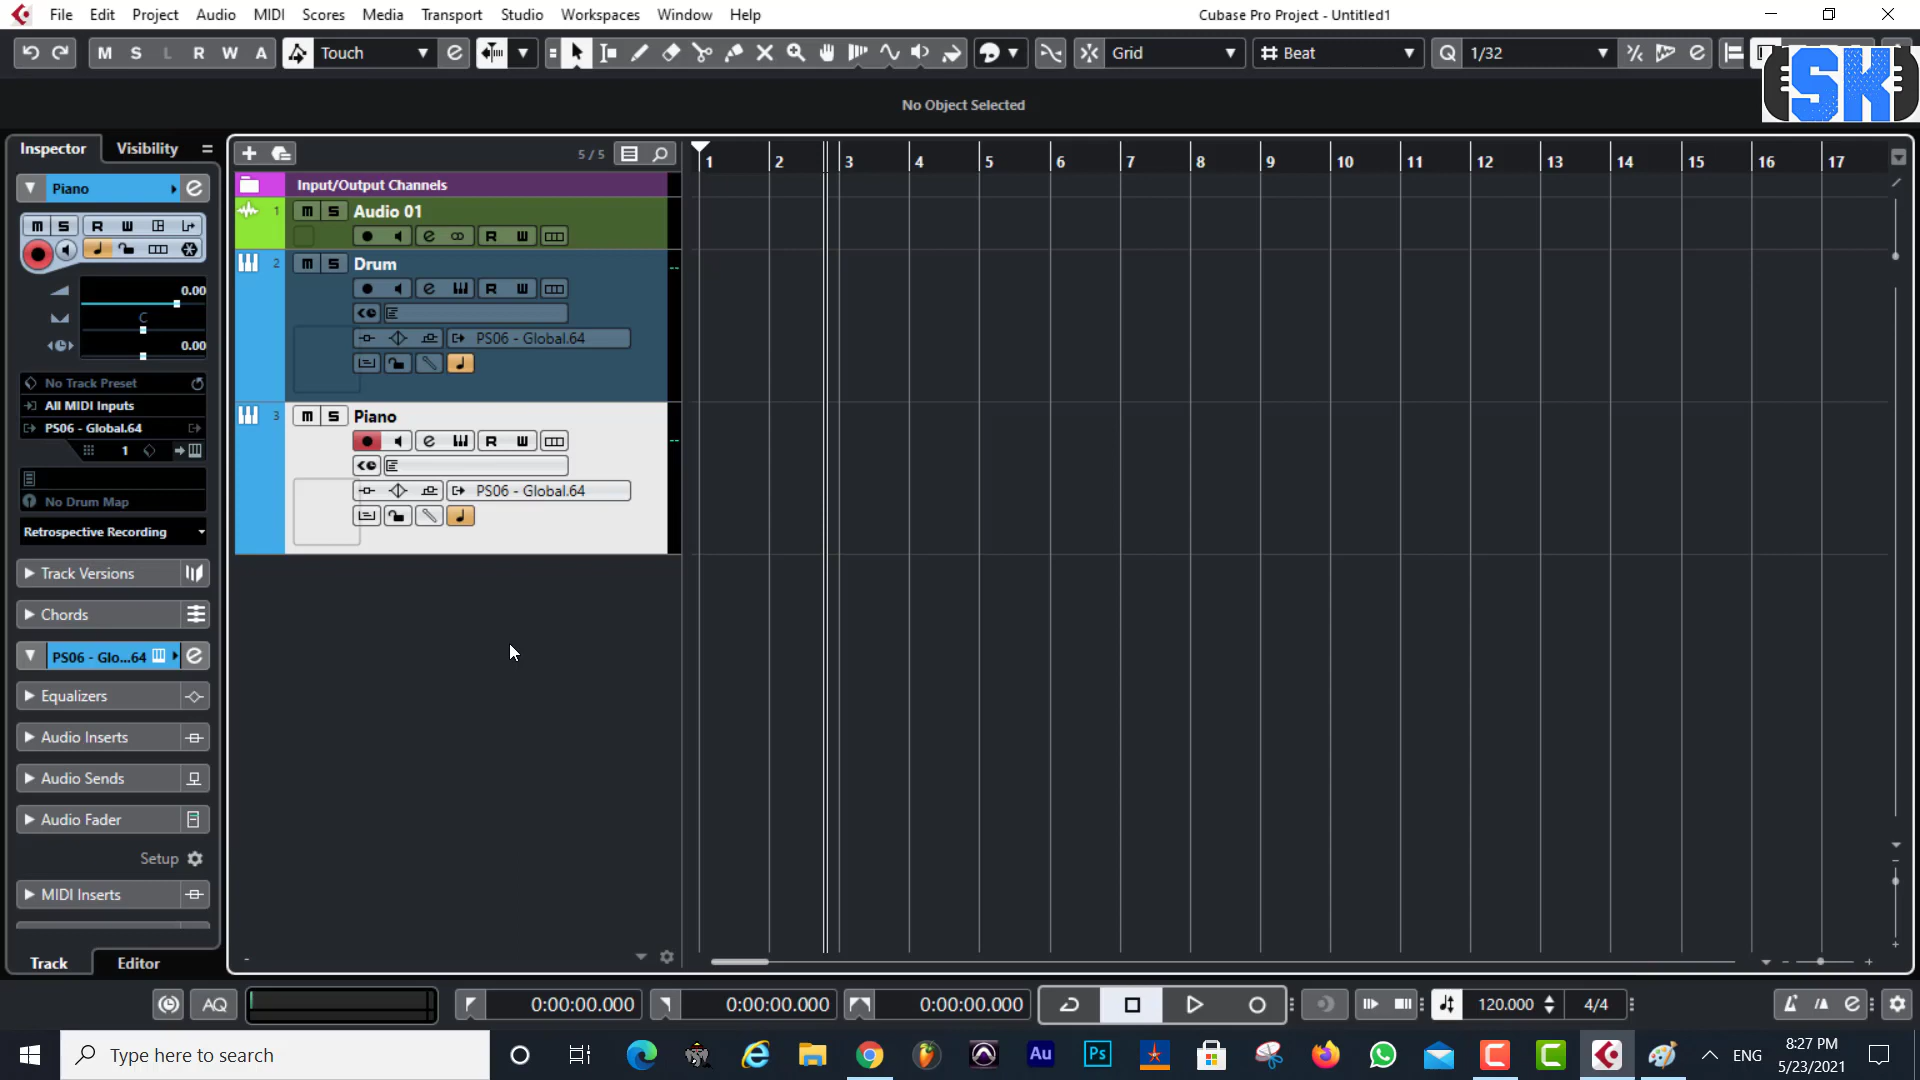 File Edit Project Audio MIDI Scores Media Transport Studio Workspaces Window Help
Cubase Pro Project - Untitled1
M S L R W A Touch Grid Beat Q 1/32
SK
No Object Selected
Inspector Visibility
5 / 5
1 2 3 4 5 6 7 8 9 10 11 12 13 14 15 16 17
Piano
Input/Output Channels
1 m S Audio 01
R W
2 m S Drum
R W
PS06 - Global.64
3 m S Piano
R W
PS06 - Global.64
m S R W
0.00
C
0.00
No Track Preset
All MIDI Inputs
PS06 - Global.64
1
No Drum Map
Retrospective Recording
Track Versions
Chords
PS06 - Glo...64
Equalizers
Audio Inserts
Audio Sends
Audio Fader
Setup
MIDI Inserts
Track Editor
AQ 0:00:00.000 0:00:00.000 0:00:00.000 120.000 4/4
Type here to search
Au Ps
ENG
8:27 PM
5/23/2021